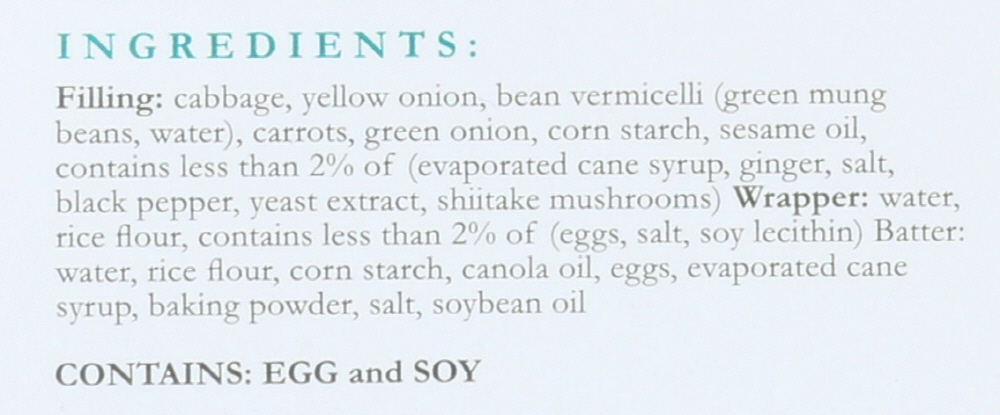 INGREDIENTS:
Filling: cabbage, yellow onion, bean vermicelli (green mung
beans, water), carrots, green onion, corn starch, sesame oil,
contains less than 2% of (evaporated cane syrup, ginger, salt,
black pepper, yeast extract, shiitake mushrooms) Wrapper: water,
rice flour, contains less than 2% of (eggs, salt, soy lecithin) Batter:
water, rice flour, corn starch, canola oil, eggs, evaporated cane
syrup, baking powder, salt, soybean oil
CONTAINS: EGG and SOY